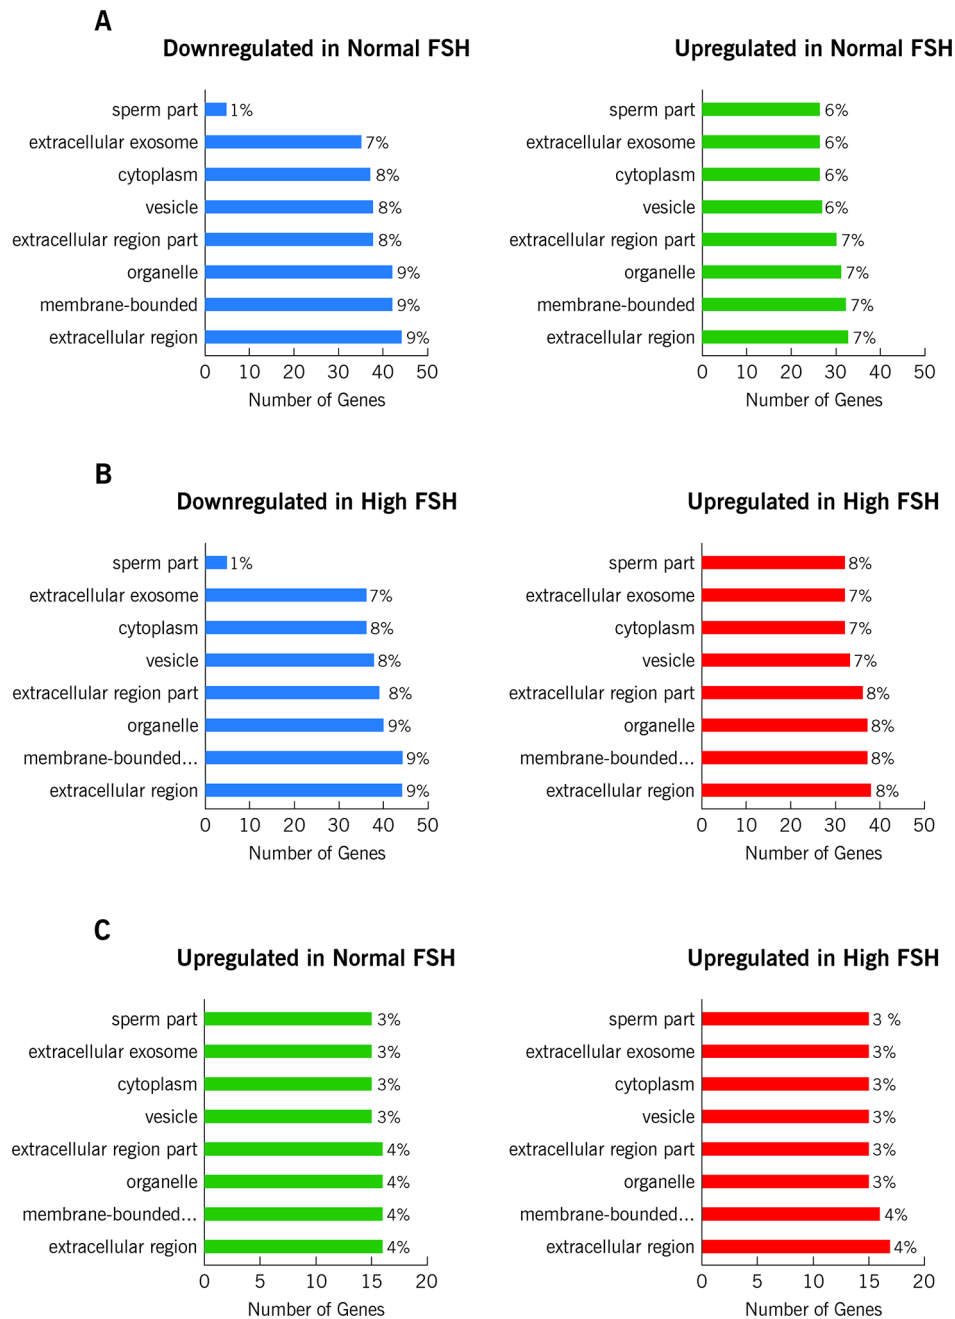 A
Downregulated in Normal FSH
sperm part 1%
extracellular exosome 7%
cytoplasm 8%
vesicle 8%
extracellular region part 8%
organelle 9%
membrane-bounded 9%
extracellular region 9%
0 10 20 30 40 50
Number of Genes
Upregulated in Normal FSH
sperm part 6%
extracellular exosome 6%
cytoplasm 6%
vesicle 6%
extracellular region part 7%
organelle 7%
membrane-bounded 7%
extracellular region 7%
0 10 20 30 40 50
Number of Genes
B
Downregulated in High FSH
sperm part 1%
extracellular exosome 7%
cytoplasm 8%
vesicle 8%
extracellular region part 8%
organelle 9%
membrane-bounded... 9%
extracellular region 9%
0 10 20 30 40 50
Number of Genes
Upregulated in High FSH
sperm part 8%
extracellular exosome 7%
cytoplasm 7%
vesicle 7%
extracellular region part 8%
organelle 8%
membrane-bounded... 8%
extracellular region 8%
0 10 20 30 40 50
Number of Genes
C
Upregulated in Normal FSH
sperm part 3%
extracellular exosome 3%
cytoplasm 3%
vesicle 3%
extracellular region part 4%
organelle 4%
membrane-bounded... 4%
extracellular region 4%
0 5 10 15 20
Number of Genes
Upregulated in High FSH
sperm part 3 %
extracellular exosome 3%
cytoplasm 3%
vesicle 3%
extracellular region part 3%
organelle 3%
membrane-bounded... 4%
extracellular region 4%
0 5 10 15 20
Number of Genes